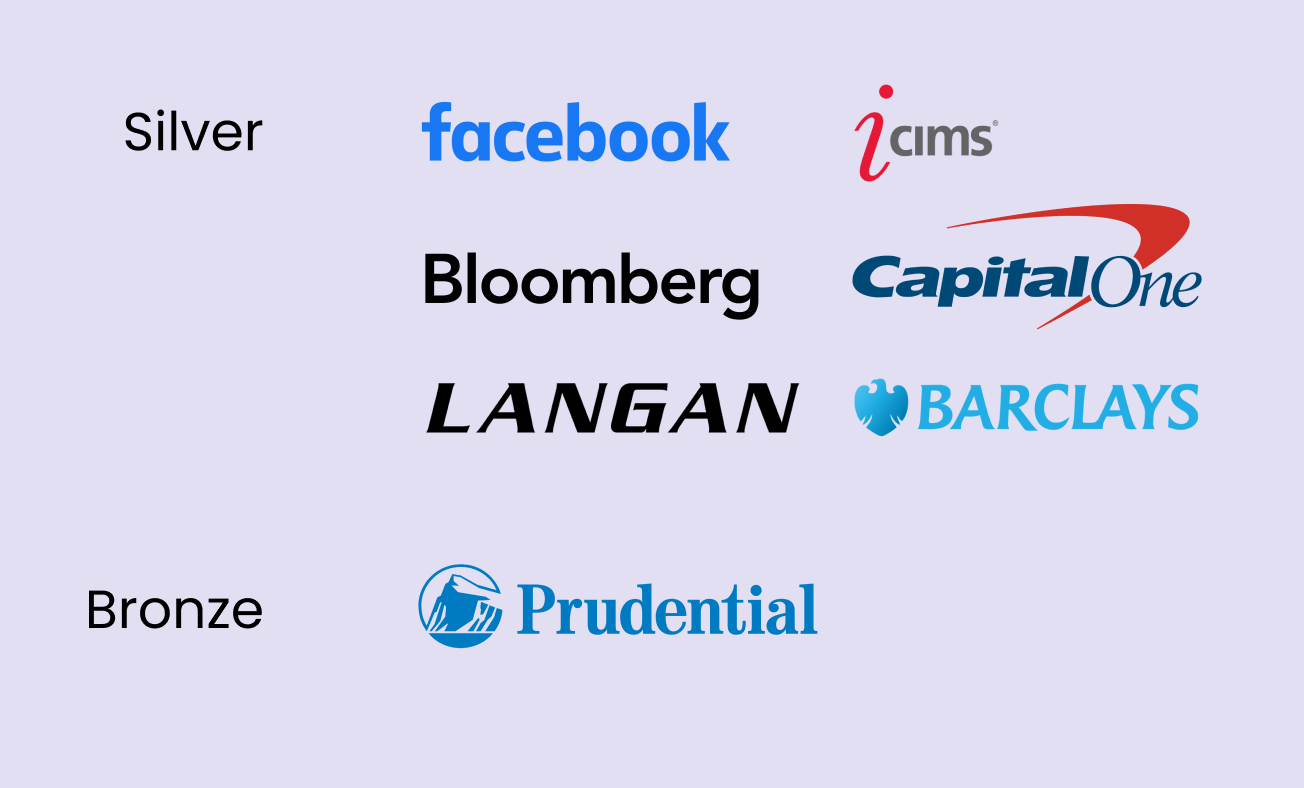 Silver facebook iCIMS®
Bloomberg CapitalOne
LANGAN BARCLAYS
Bronze Prudential